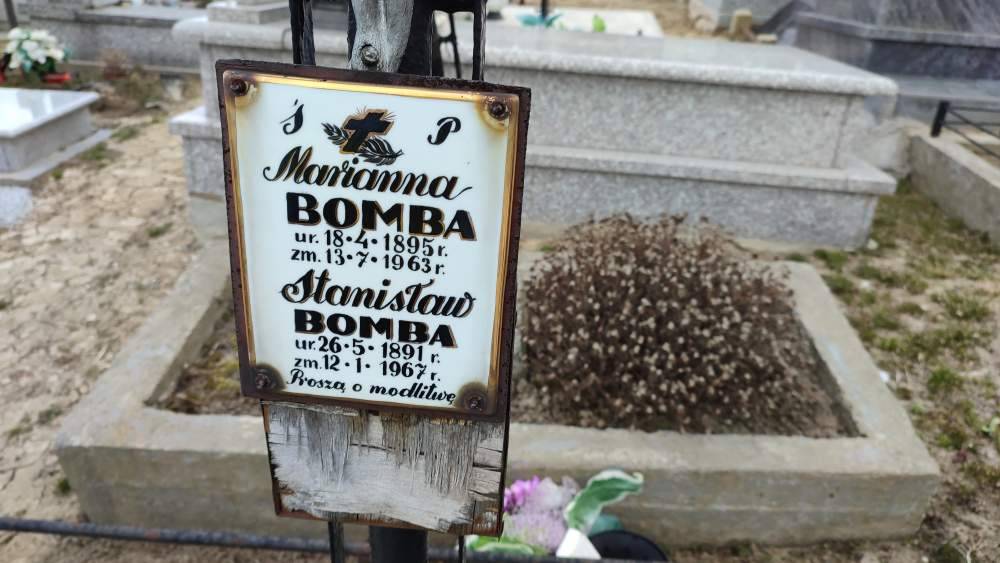 ś P
Marianna
BOMBA
ur. 18•4•1895 r.
zm. 13•7•1963 r.
Stanisław
BOMBA
ur. 26•5•1891 r.
zm. 12•1•1967 r.
Proszą o modlitwę